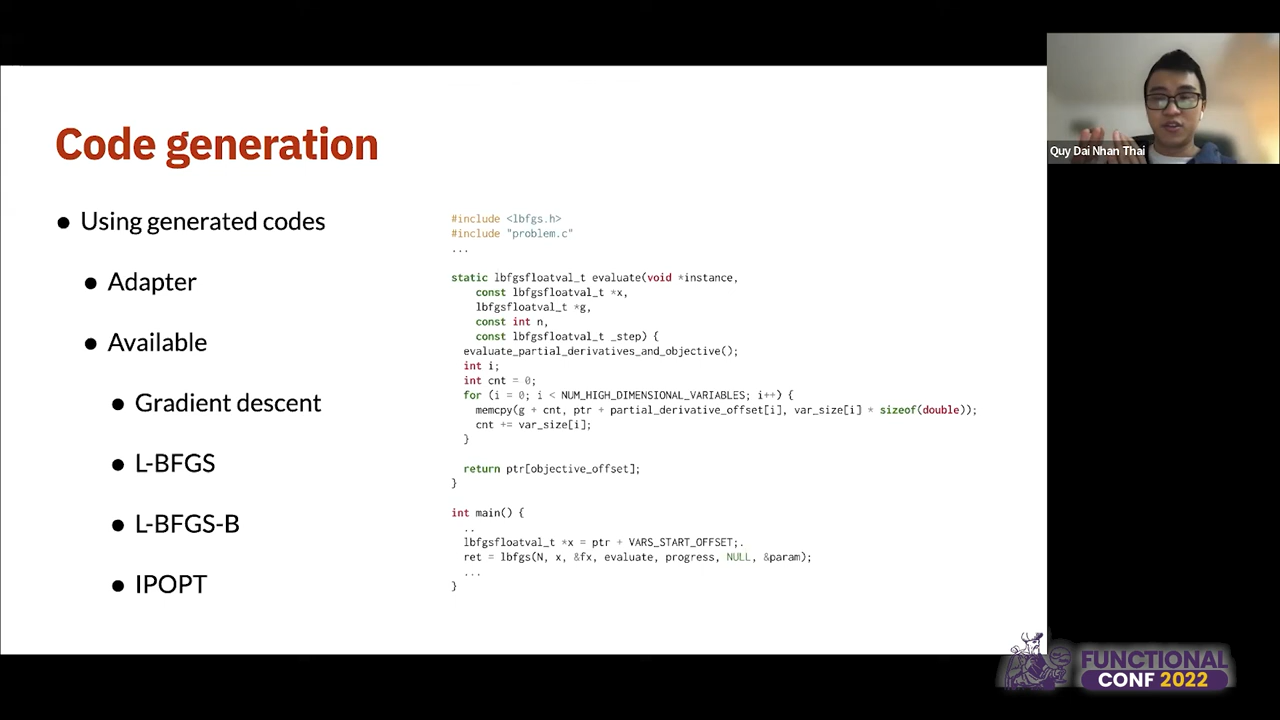 Code generation
● Using generated codes
● Adapter
● Available
● Gradient descent
● L-BFGS
● L-BFGS-B
● IPOPT
#include <lbfgs.h>
#include "problem.c"
...
static lbfgsfloatval_t evaluate(void *instance,
const lbfgsfloatval_t *x,
lbfgsfloatval_t *g,
const int n,
const lbfgsfloatval_t _step) {
evaluate_partial_derivatives_and_objective();
int i;
int cnt = 0;
for (i = 0; i < NUM_HIGH_DIMENSIONAL_VARIABLES; i++) {
memcpy(g + cnt, ptr + partial_derivative_offset[i], var_size[i] * sizeof(double));
cnt += var_size[i];
}
return ptr[objective_offset];
}
int main() {
..
lbfgsfloatval_t *x = ptr + VARS_START_OFFSET;.
ret = lbfgs(N, x, &fx, evaluate, progress, NULL, &param);
...
}
Quy Dai Nhan Thai
FUNCTIONAL
CONF 2022